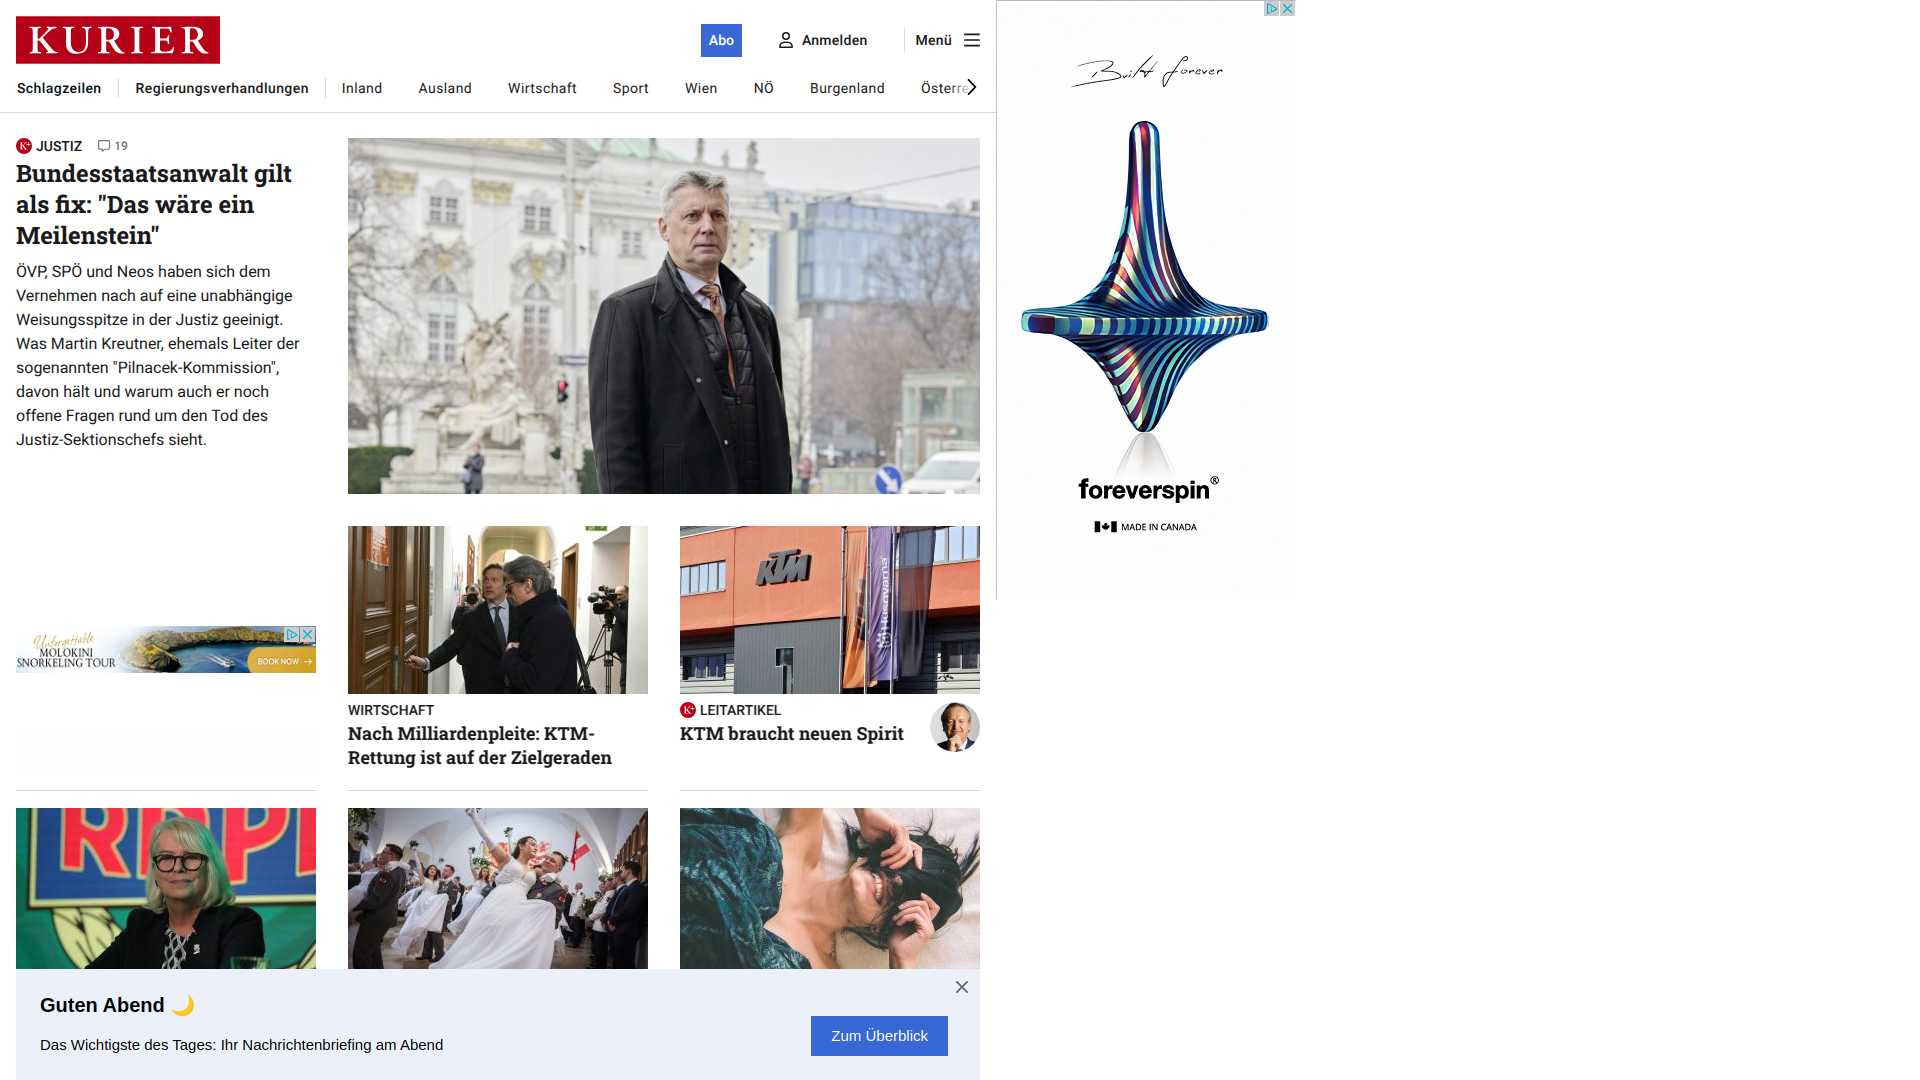 KURIER
Abo
Anmelden
Menü
Schlagzeilen
Regierungsverhandlungen
Inland
Ausland
Wirtschaft
Sport
Wien
NÖ
Burgenland
Österre
K+ JUSTIZ 19
Bundesstaatsanwalt gilt
als fix: "Das wäre ein
Meilenstein"
ÖVP, SPÖ und Neos haben sich dem
Vernehmen nach auf eine unabhängige
Weisungsspitze in der Justiz geeinigt.
Was Martin Kreutner, ehemals Leiter der
sogenannten "Pilnacek-Kommission",
davon hält und warum auch er noch
offene Fragen rund um den Tod des
Justiz-Sektionschefs sieht.
Unforgettable
MOLOKINI
SNORKELING TOUR
BOOK NOW
KTM
Husqvarna
WIRTSCHAFT
Nach Milliardenpleite: KTM-
Rettung ist auf der Zielgeraden
K+ LEITARTIKEL
KTM braucht neuen Spirit
Guten Abend
Das Wichtigste des Tages: Ihr Nachrichtenbriefing am Abend
Zum Überblick
Built forever
foreverspin®
MADE IN CANADA